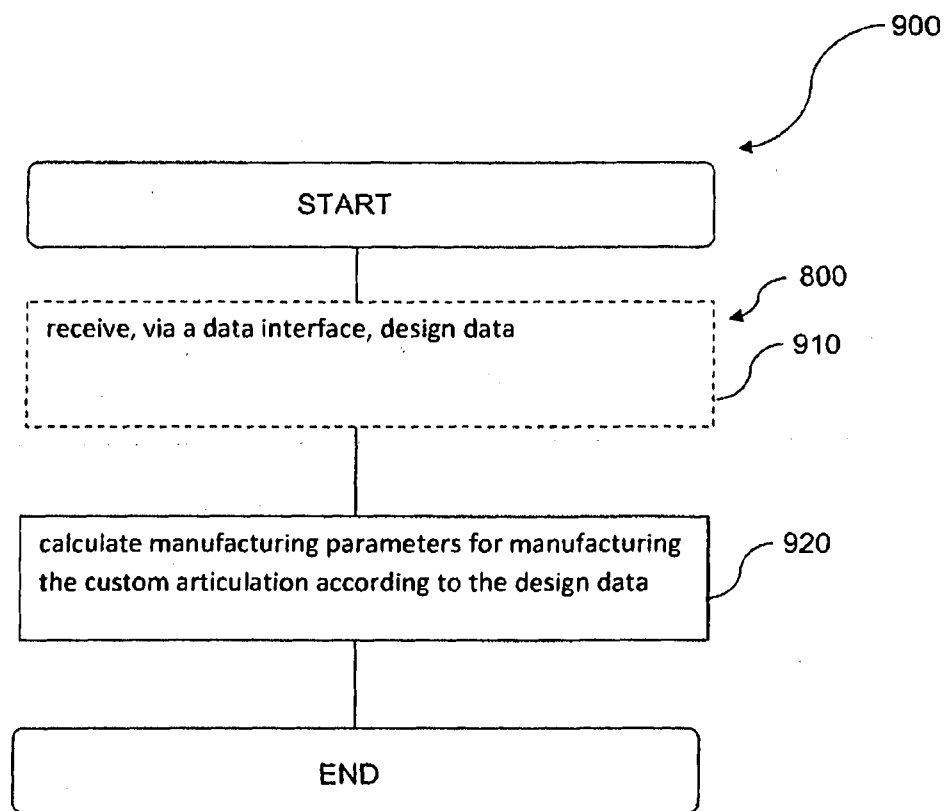 900
START
800
receive, via a data interface, design data
910
calculate manufacturing parameters for manufacturing
the custom articulation according to the design data
920
END